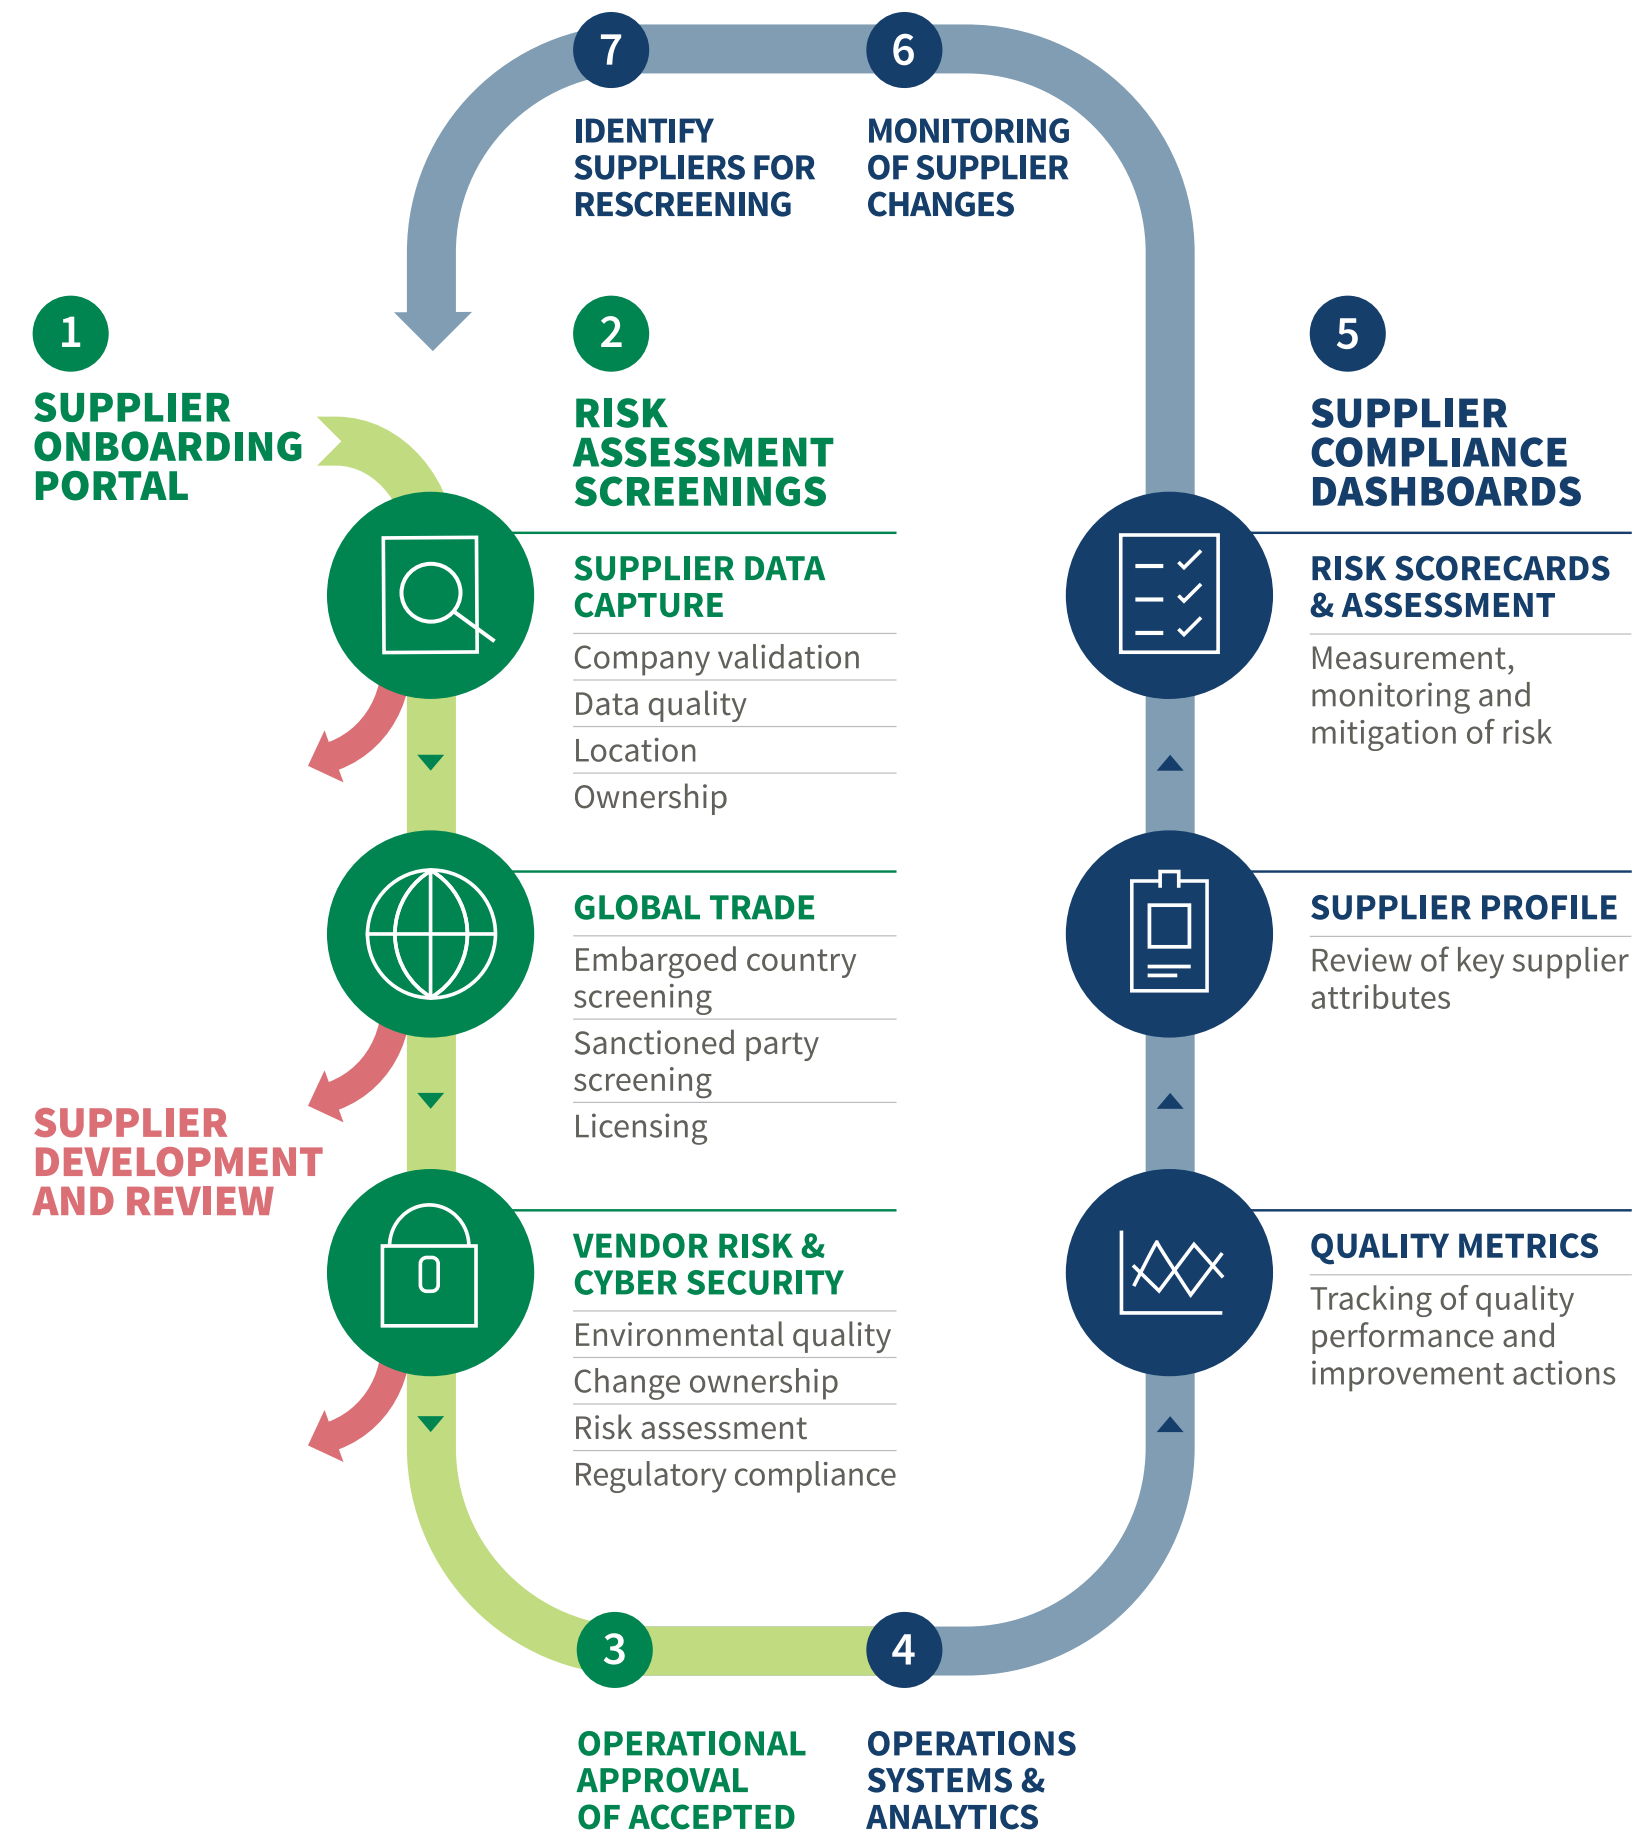 7
IDENTIFY
SUPPLIERS FOR
RESCREENING
6
MONITORING
OF SUPPLIER
CHANGES
1
SUPPLIER
ONBOARDING
PORTAL
2
RISK
ASSESSMENT
SCREENINGS
SUPPLIER DATA
CAPTURE
Company validation
Data quality
Location
Ownership
GLOBAL TRADE
Embargoed country
screening
Sanctioned party
screening
Licensing
SUPPLIER
DEVELOPMENT
AND REVIEW
VENDOR RISK &
CYBER SECURITY
Environmental quality
Change ownership
Risk assessment
Regulatory compliance
3
OPERATIONAL
APPROVAL
OF ACCEPTED
4
OPERATIONS
SYSTEMS &
ANALYTICS
5
SUPPLIER
COMPLIANCE
DASHBOARDS
RISK SCORECARDS
& ASSESSMENT
Measurement,
monitoring and
mitigation of risk
SUPPLIER PROFILE
Review of key supplier
attributes
QUALITY METRICS
Tracking of quality
performance and
improvement actions